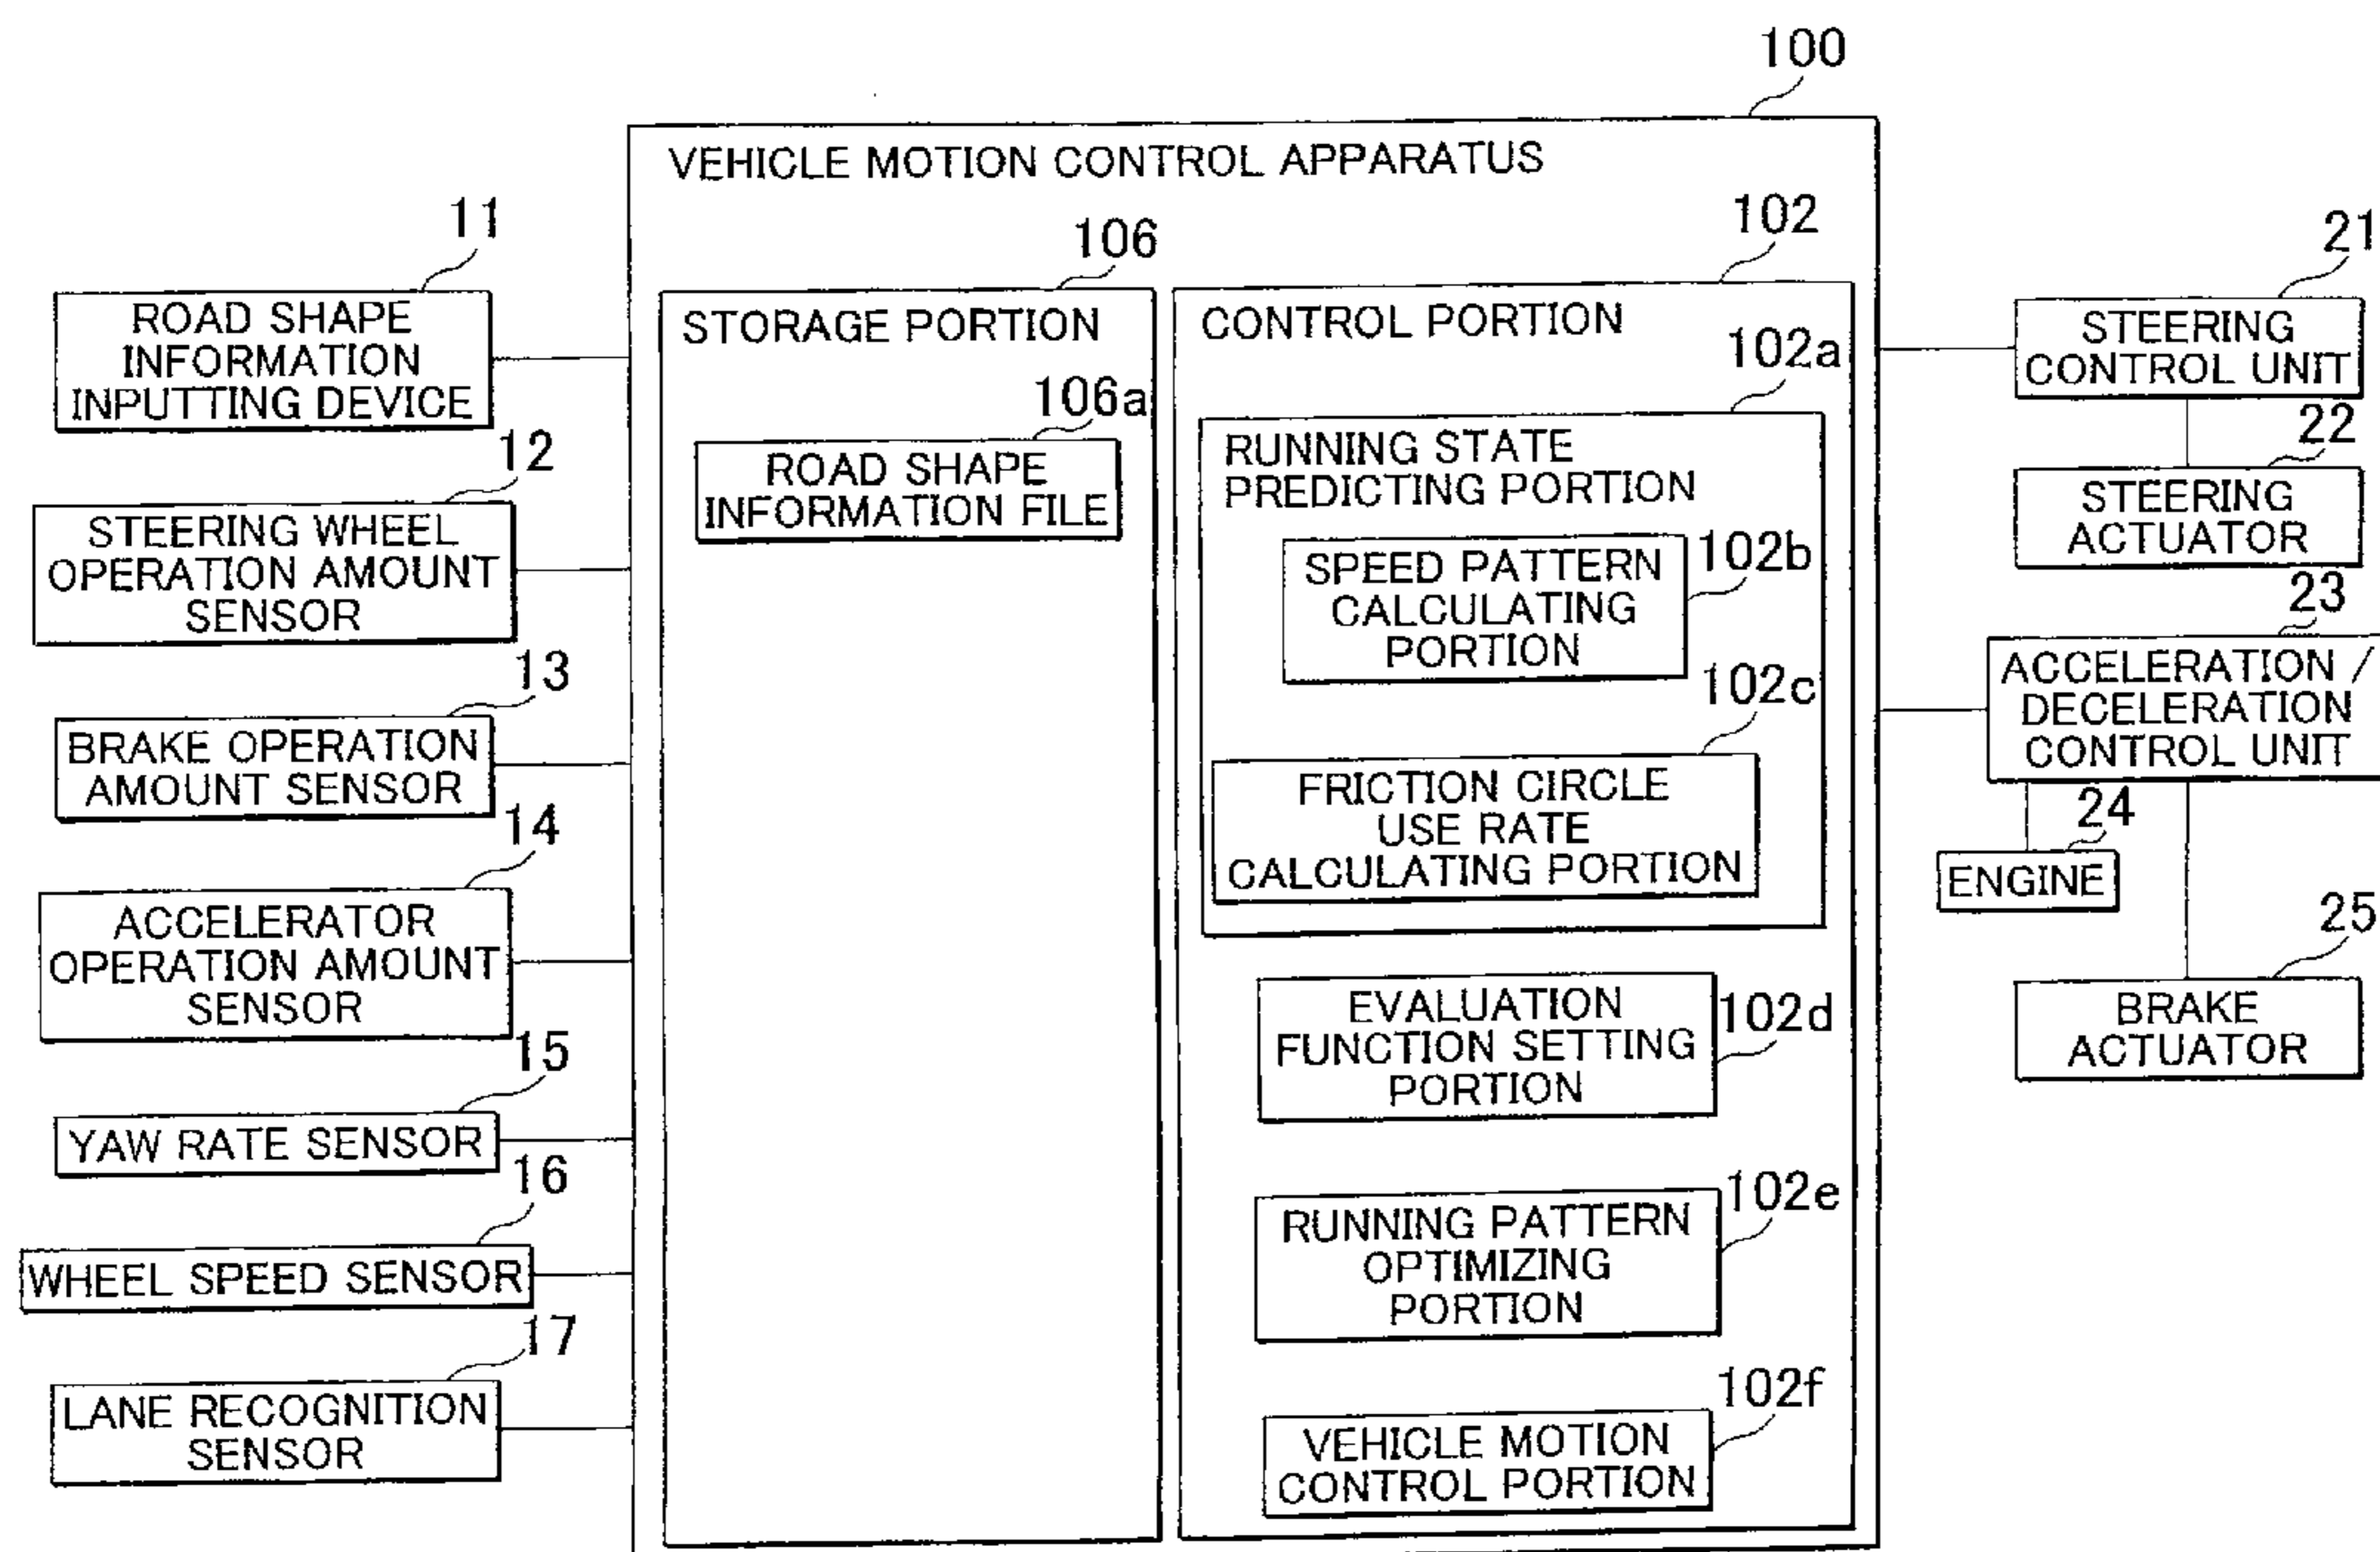 100
VEHICLE MOTION CONTROL APPARATUS
11
ROAD SHAPE
INFORMATION
INPUTTING DEVICE
12
STEERING WHEEL
OPERATION AMOUNT
SENSOR
13
BRAKE OPERATION
AMOUNT SENSOR
14
ACCELERATOR
OPERATION AMOUNT
SENSOR
15
YAW RATE SENSOR
16
WHEEL SPEED SENSOR
17
LANE RECOGNITION
SENSOR
106
STORAGE PORTION
106a
ROAD SHAPE
INFORMATION FILE
102
CONTROL PORTION
102a
RUNNING STATE
PREDICTING PORTION
102b
SPEED PATTERN
CALCULATING
PORTION
102c
FRICTION CIRCLE
USE RATE
CALCULATING PORTION
102d
EVALUATION
FUNCTION SETTING
PORTION
102e
RUNNING PATTERN
OPTIMIZING
PORTION
102f
VEHICLE MOTION
CONTROL PORTION
21
STEERING
CONTROL UNIT
22
STEERING
ACTUATOR
23
ACCELERATION /
DECELERATION
CONTROL UNIT
24
ENGINE
25
BRAKE
ACTUATOR